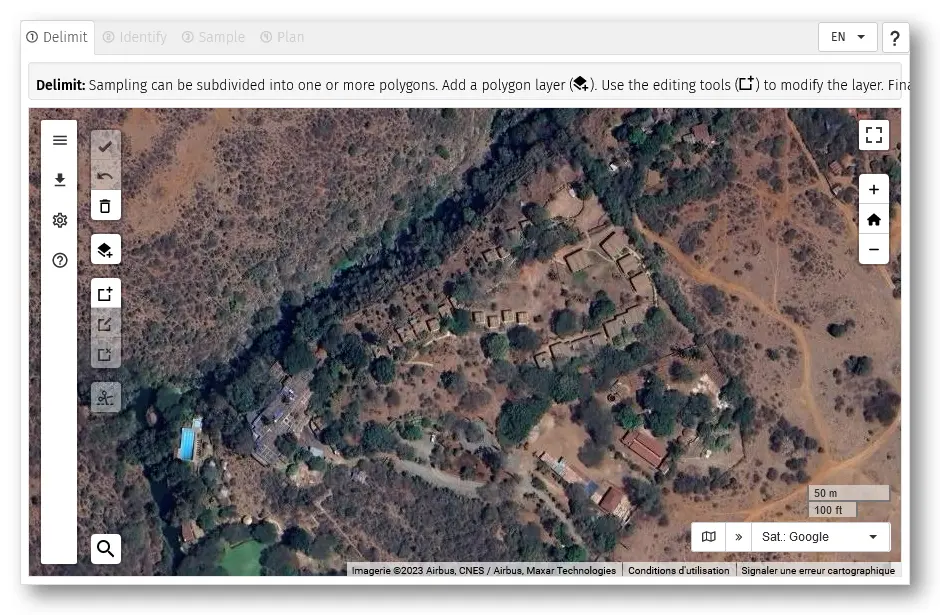 ① Delimit ② Identify ③ Sample ④ Plan EN ?
Delimit: Sampling can be subdivided into one or more polygons. Add a polygon layer (). Use the editing tools () to modify the layer. Fina
+
−
50 m
100 ft
» Sat.: Google
Imagerie ©2023 Airbus, CNES / Airbus, Maxar Technologies Conditions d'utilisation Signaler une erreur cartographique